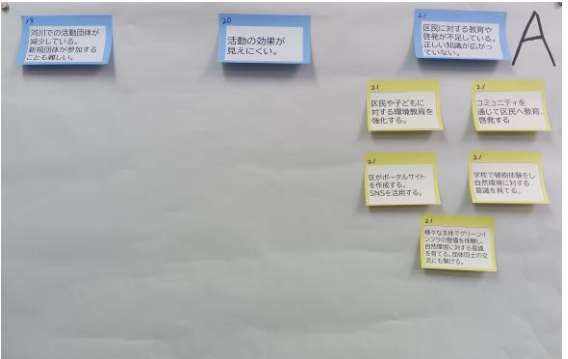 19
河川での活動団体が
減少している。
新規団体が参加する
ことも難しい。
20
活動の効果が
見えにくい。
21
区民に対する教育や
啓発が不足している。
正しい知識が広がっ
ていない。
A
21
区民や子どもに
対する環境教育を
強化する。
21
コミュニティを
通じて区民へ教育、
啓発する
21
区がポータルサイト
を作成する。
SNSを活用する。
21
学校で植樹体験をし
自然環境に対する
意識を育てる。
21
様々な主体でグリーンイ
ンフラの整備を体験し、
自然環境に対する意識
を育てる。団体同士の交
流にも繋げる。